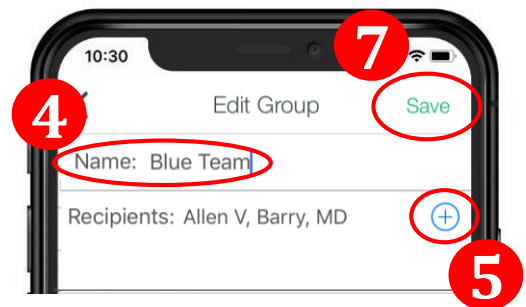 10:30
7
4
Edit Group
Save
Name: Blue Team
Recipients: Allen V, Barry, MD
5